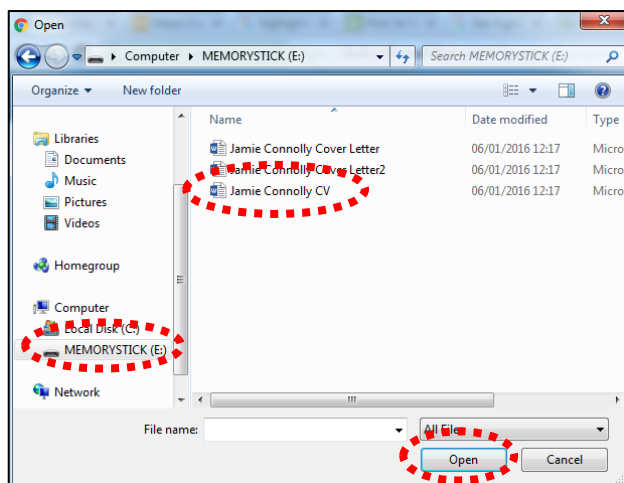 Open
Computer MEMORYSTICK (E:) Search MEMORYSTICK (E:)
Organize New folder
Name Date modified Type
Libraries
Documents
Music
Pictures
Videos
Homegroup
Computer
Local Disk (C:)
MEMORYSTICK (E:)
Network
Jamie Connolly Cover Letter 06/01/2016 12:17 Micro
Jamie Connolly Cover Letter2 06/01/2016 12:17 Micro
Jamie Connolly CV 06/01/2016 12:17 Micro
File name: All Files
Open Cancel